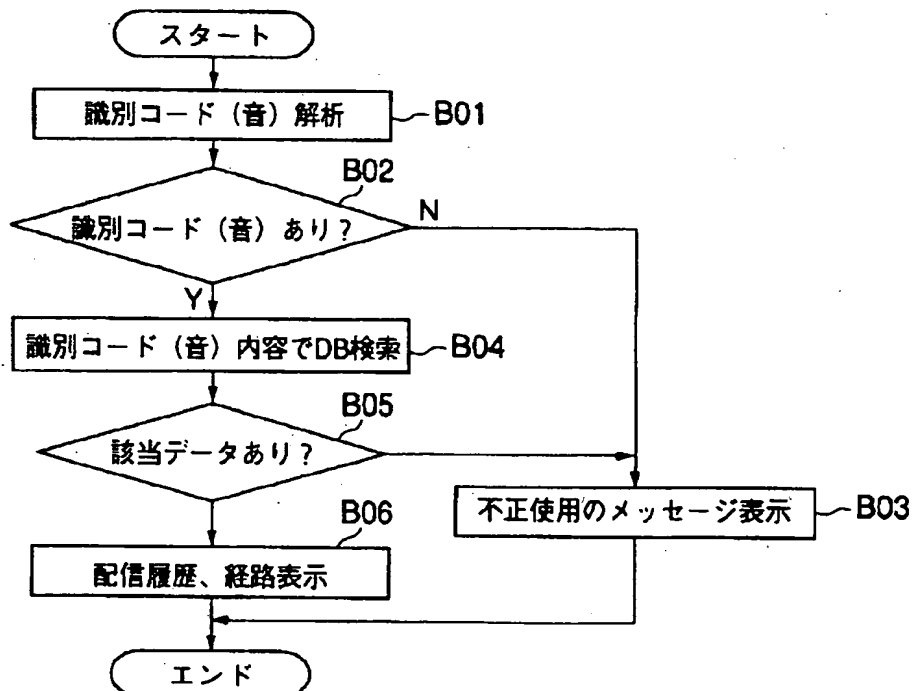 スタート
識別コード（音）解析
B01
B02
識別コード（音）あり？
N
Y
識別コード（音）内容でDB検索
B04
B05
該当データあり？
B06
不正使用のメッセージ表示
B03
配信履歴、経路表示
エンド